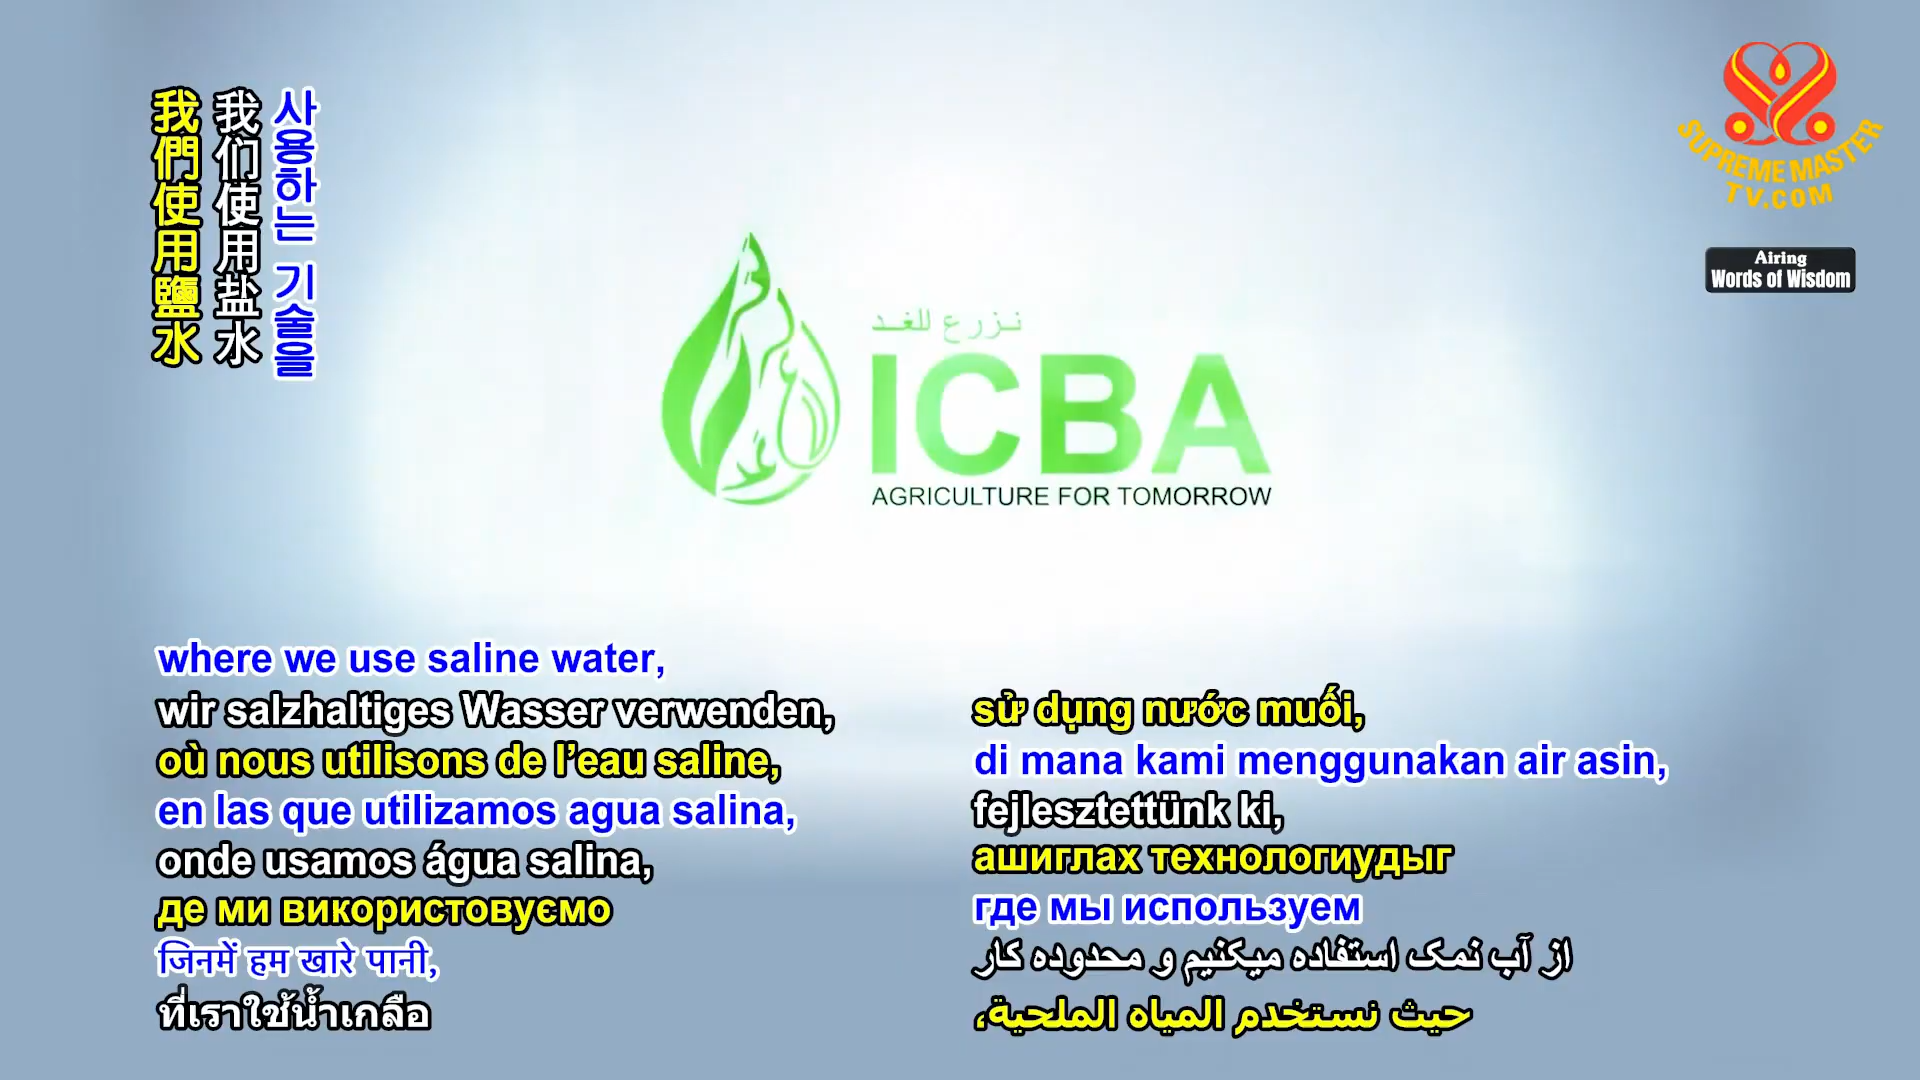 사용하는 기술을
我们使用盐水
我們使用鹽水
SUPREME MASTER
TV.COM
Airing
Words of Wisdom
نـزرع للغـد
ICBA
AGRICULTURE FOR TOMORROW
where we use saline water,
wir salzhaltiges Wasser verwenden,
où nous utilisons de l’eau saline,
en las que utilizamos agua salina,
onde usamos água salina,
де ми використовуємо
जिनमें हम खारे पानी,
ที่เราใช้น้ำเกลือ
sử dụng nước muối,
di mana kami menggunakan air asin,
fejlesztettünk ki,
ашиглах технологиудыг
где мы используем
از آب نمک استفاده میکنیم و محدوده کار
حيث نستخدم المياه الملحية،